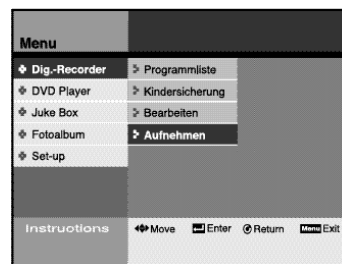 Menu
Dig.-Recorder
DVD Player
Juke Box
Fotoalbum
Set-up
Programmliste
Kindersicherung
Bearbeiten
Aufnehmen
Instructions Move Enter Return Menu Exit